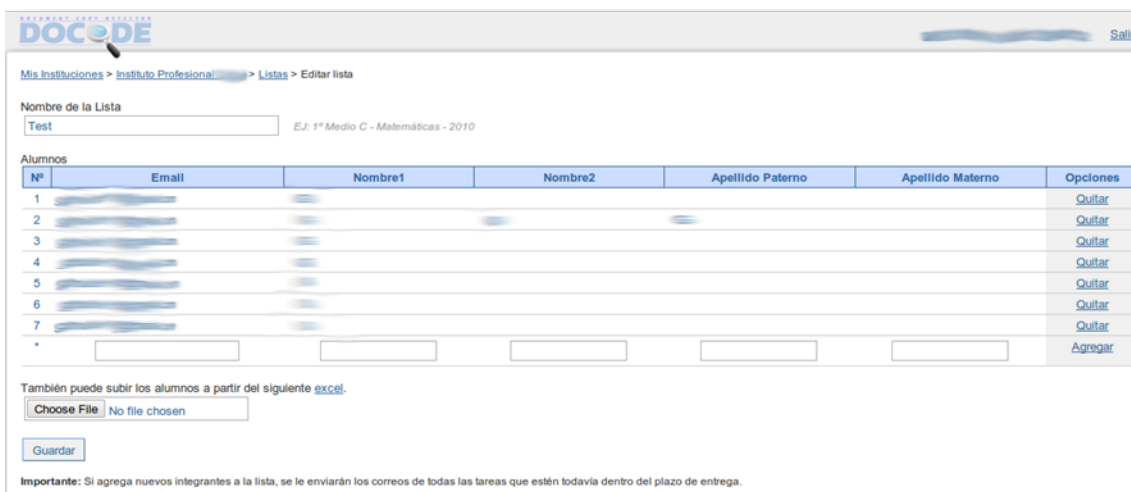 DOCUMENT COPY DETECTOR
DOCODE
Sali
Mis Instituciones > Instituto Profesional > Listas > Editar lista
Nombre de la Lista
Test EJ: 1º Medio C - Matemáticas - 2010
Alumnos
Nº Email Nombre1 Nombre2 Apellido Paterno Apellido Materno Opciones
1 Quitar
2 Quitar
3 Quitar
4 Quitar
5 Quitar
6 Quitar
7 Quitar
* Agregar
También puede subir los alumnos a partir del siguiente excel.
Choose File No file chosen
Guardar
Importante: Si agrega nuevos integrantes a la lista, se le enviarán los correos de todas las tareas que estén todavía dentro del plazo de entrega.